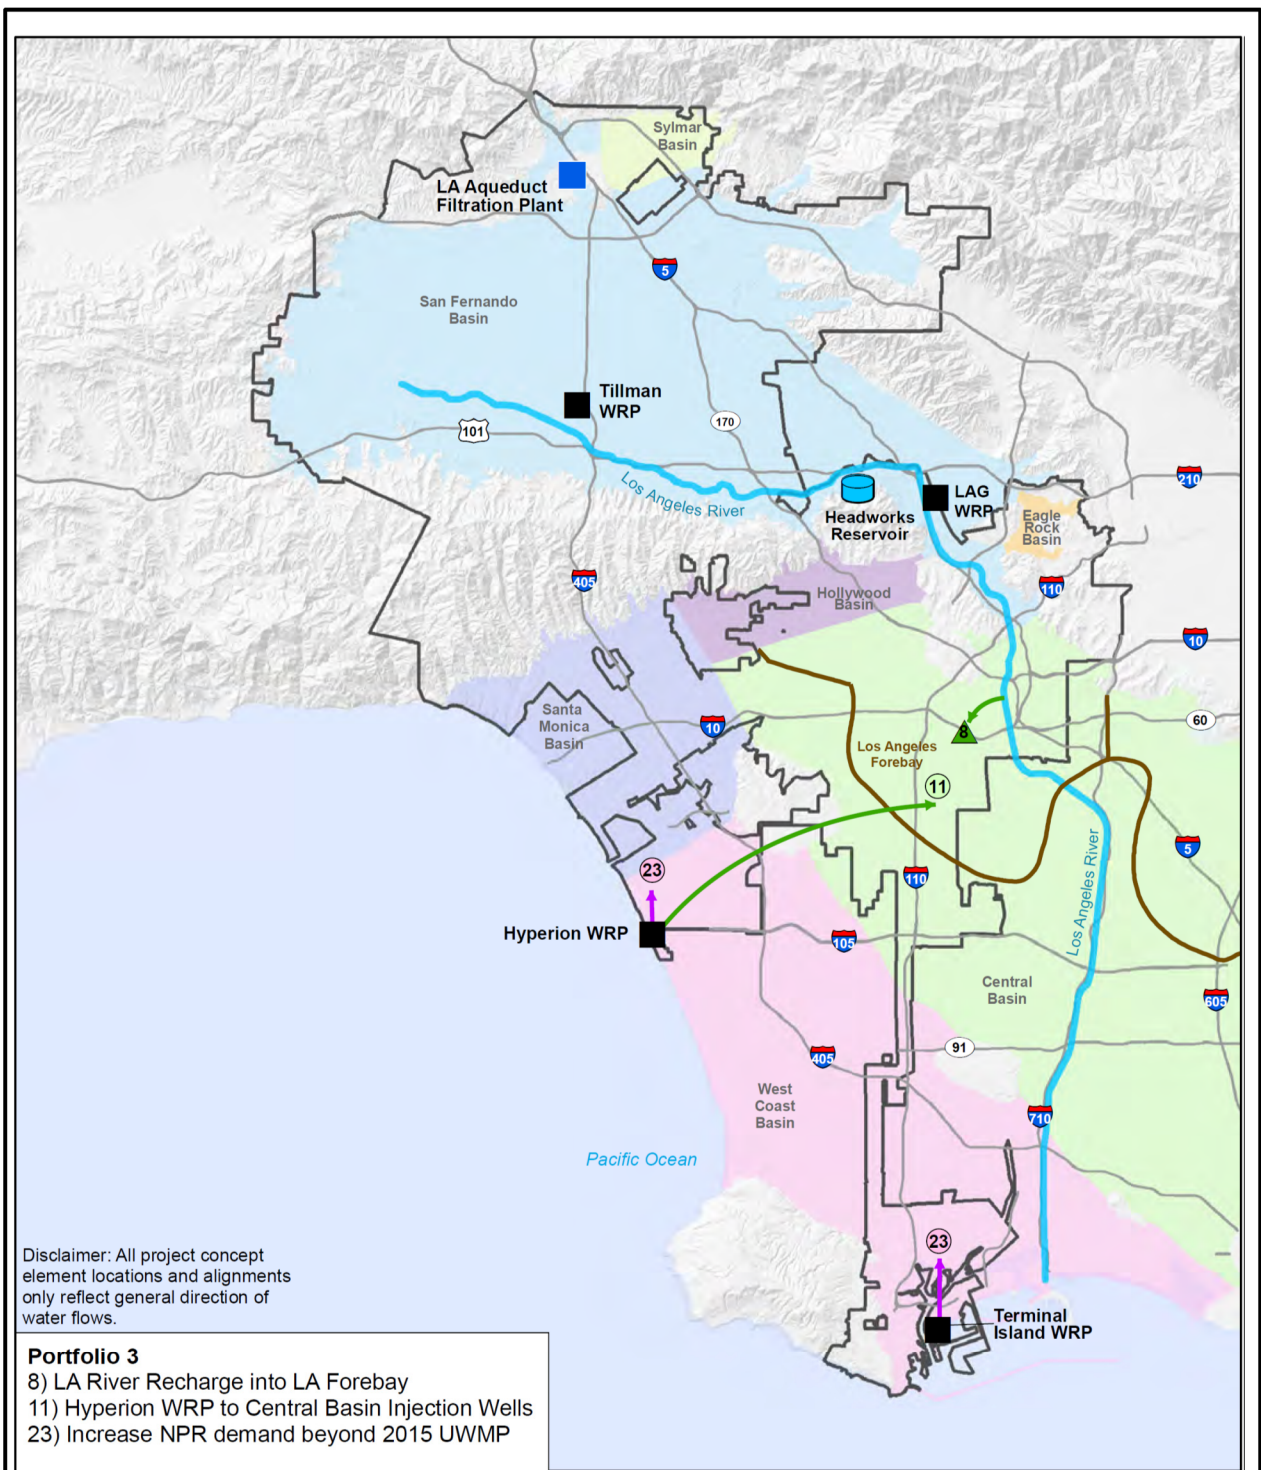 Sylmar
Basin
LA Aqueduct
Filtration Plant
5
San Fernando
Basin
Tillman
WRP
170
101
210
Los Angeles River
LAG
WRP
Headworks
Reservoir
Eagle
Rock
Basin
405
110
Hollywood
Basin
10
Santa
Monica
Basin
10
60
8
Los Angeles
Forebay
11
5
23
110
Los Angeles River
Hyperion WRP
105
Central
Basin
605
91
405
West
Coast
Basin
710
Pacific Ocean
23
Disclaimer: All project concept
element locations and alignments
only reflect general direction of
water flows.
Terminal
Island WRP
Portfolio 3
8) LA River Recharge into LA Forebay
11) Hyperion WRP to Central Basin Injection Wells
23) Increase NPR demand beyond 2015 UWMP